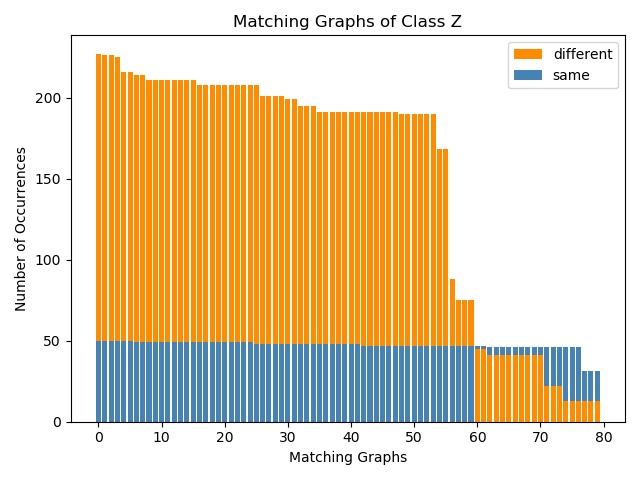 Matching Graphs of Class Z
different
same
Number of Occurrences
200
150
100
50
0
0 10 20 30 40 50 60 70 80
Matching Graphs